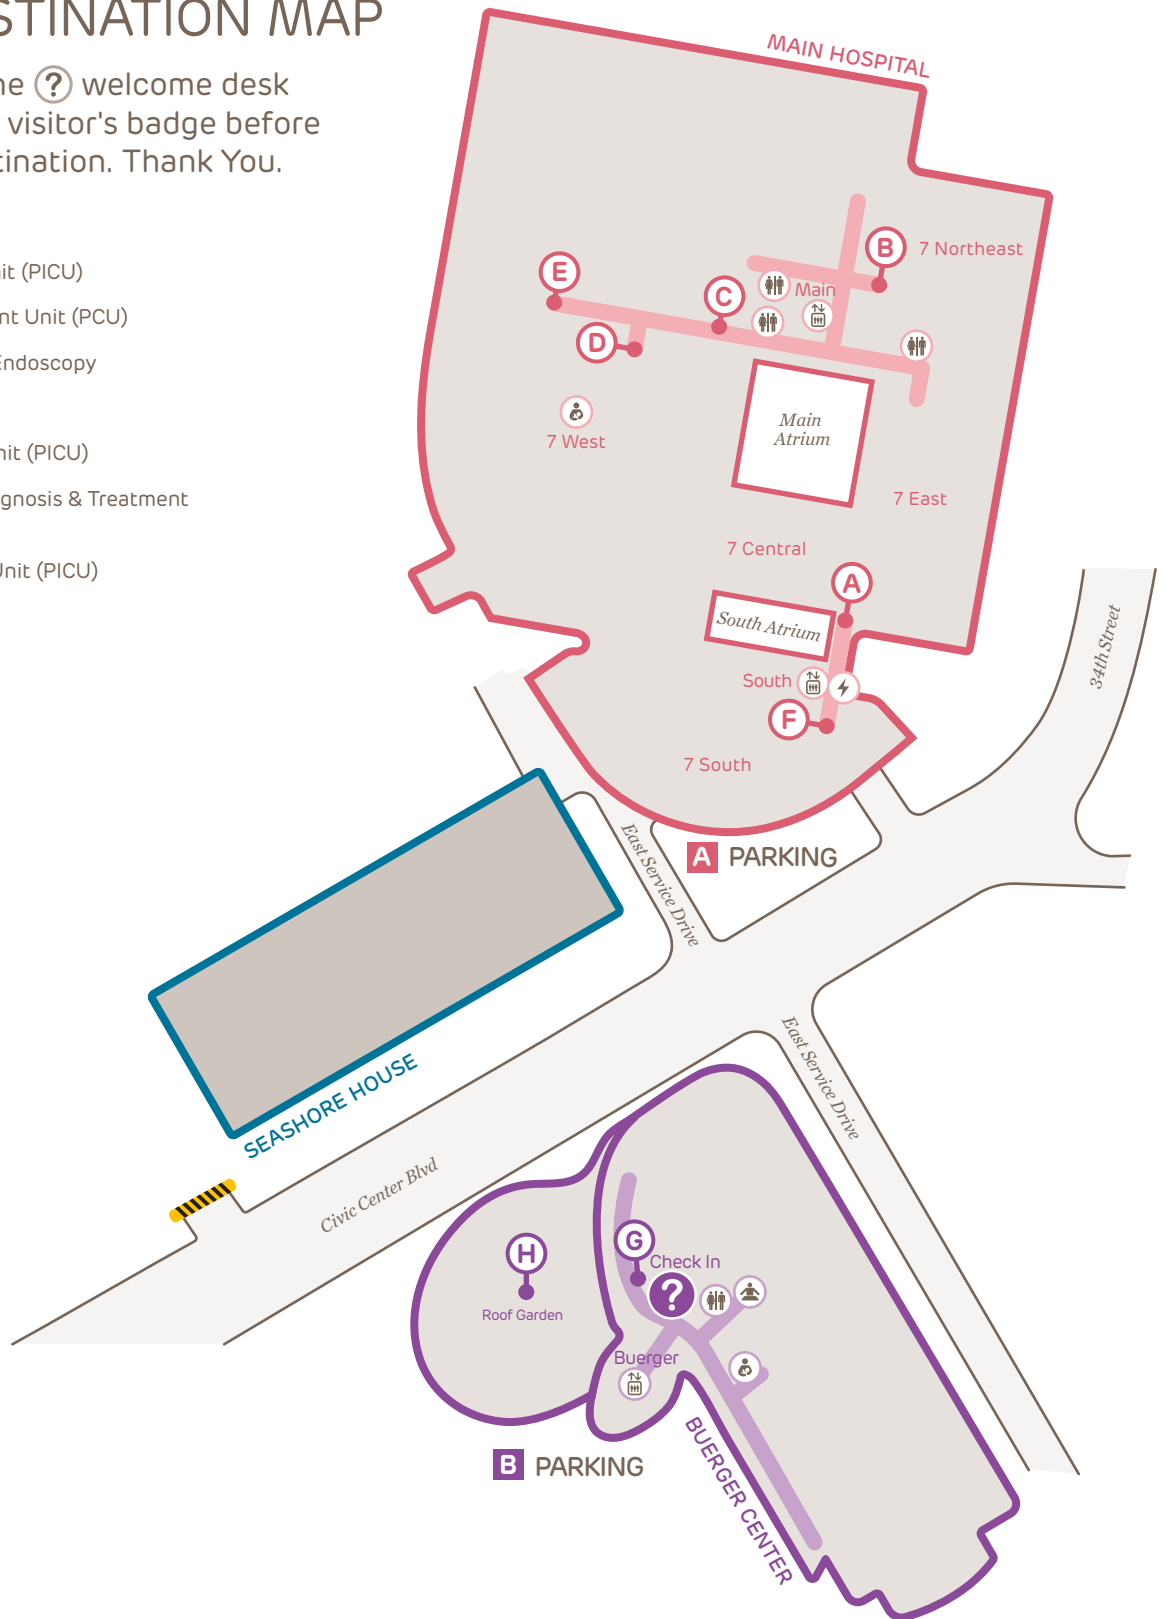 STINATION MAP
ne ? welcome desk
visitor's badge before
tination. Thank You.
it (PICU)
nt Unit (PCU)
Endoscopy
nit (PICU)
gnosis & Treatment
Unit (PICU)
MAIN HOSPITAL
B
7 Northeast
E
C
Main
D
7 West
Main
Atrium
7 East
7 Central
A
South Atrium
South
F
7 South
34th Street
A PARKING
East Service Drive
SEASHORE HOUSE
Civic Center Blvd
East Service Drive
G
H
Check In
?
Roof Garden
Buerger
B PARKING
BUERGER CENTER